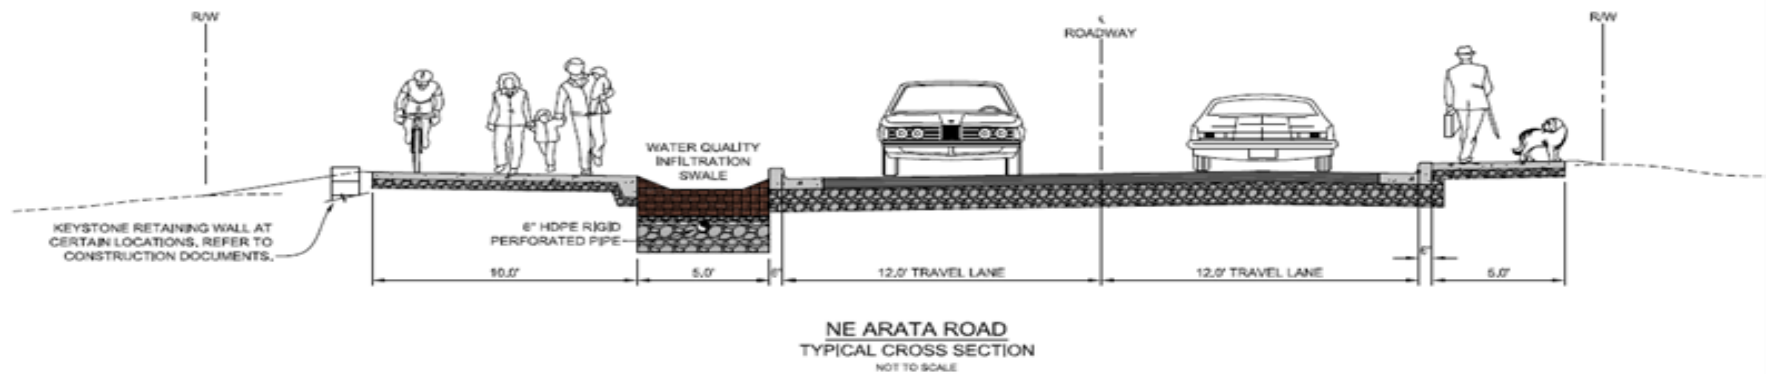 R/W
℄
ROADWAY
R/W
WATER QUALITY
INFILTRATION
SWALE
KEYSTONE RETAINING WALL AT
CERTAIN LOCATIONS, REFER TO
CONSTRUCTION DOCUMENTS.
6" HDPE RIGID
PERFORATED PIPE
10.0'
5.0'
6"
12.0' TRAVEL LANE
12.0' TRAVEL LANE
6"
5.0'
NE ARATA ROAD
TYPICAL CROSS SECTION
NOT TO SCALE